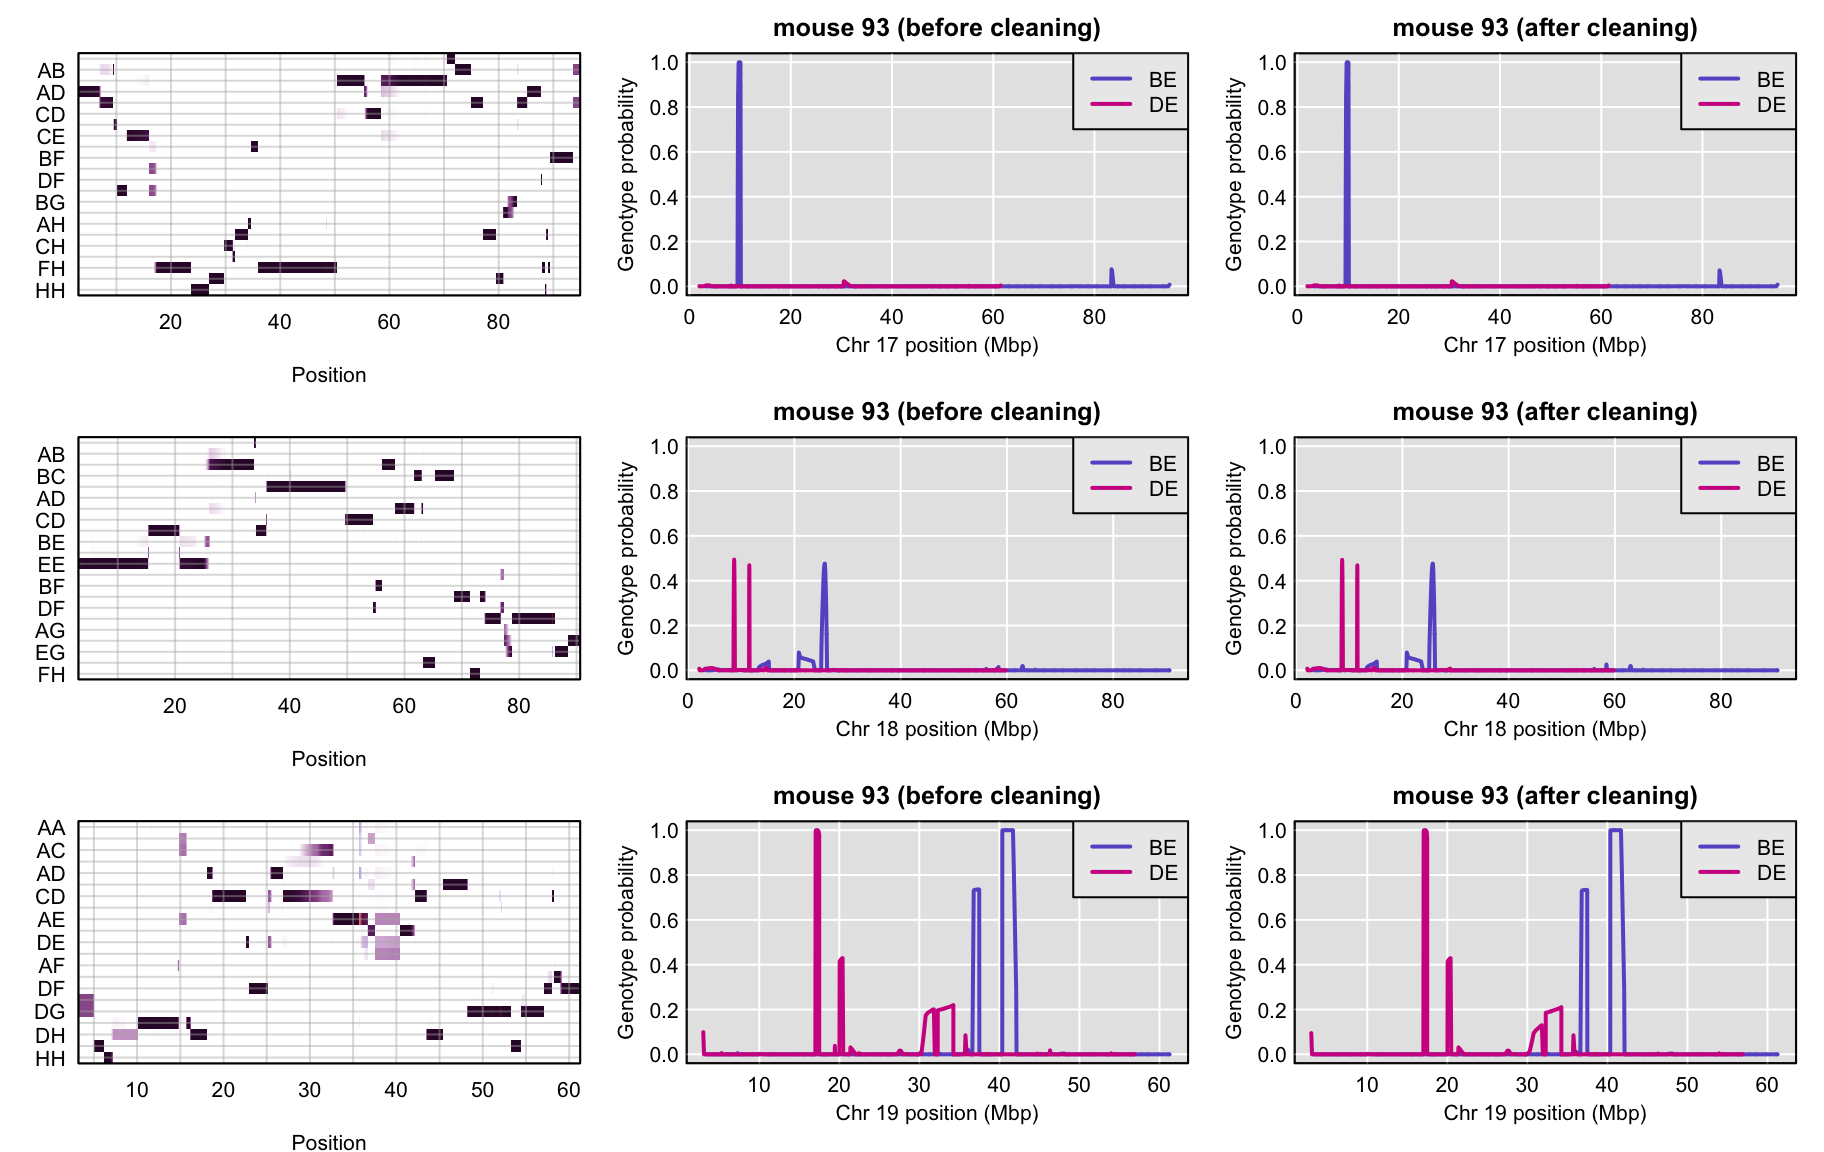 AB
AD
CD
CE
BF
DF
BG
AH
CH
FH
HH
20 40 60 80
Position
mouse 93 (before cleaning)
Genotype probability
1.0
0.8
0.6
0.4
0.2
0.0
BE
DE
0 20 40 60 80
Chr 17 position (Mbp)
mouse 93 (after cleaning)
Genotype probability
1.0
0.8
0.6
0.4
0.2
0.0
BE
DE
0 20 40 60 80
Chr 17 position (Mbp)
AB
BC
AD
CD
BE
EE
BF
DF
AG
EG
FH
20 40 60 80
Position
mouse 93 (before cleaning)
Genotype probability
1.0
0.8
0.6
0.4
0.2
0.0
BE
DE
0 20 40 60 80
Chr 18 position (Mbp)
mouse 93 (after cleaning)
Genotype probability
1.0
0.8
0.6
0.4
0.2
0.0
BE
DE
0 20 40 60 80
Chr 18 position (Mbp)
AA
AC
AD
CD
AE
DE
AF
DF
DG
DH
HH
10 20 30 40 50 60
Position
mouse 93 (before cleaning)
Genotype probability
1.0
0.8
0.6
0.4
0.2
0.0
BE
DE
10 20 30 40 50 60
Chr 19 position (Mbp)
mouse 93 (after cleaning)
Genotype probability
1.0
0.8
0.6
0.4
0.2
0.0
BE
DE
10 20 30 40 50 60
Chr 19 position (Mbp)